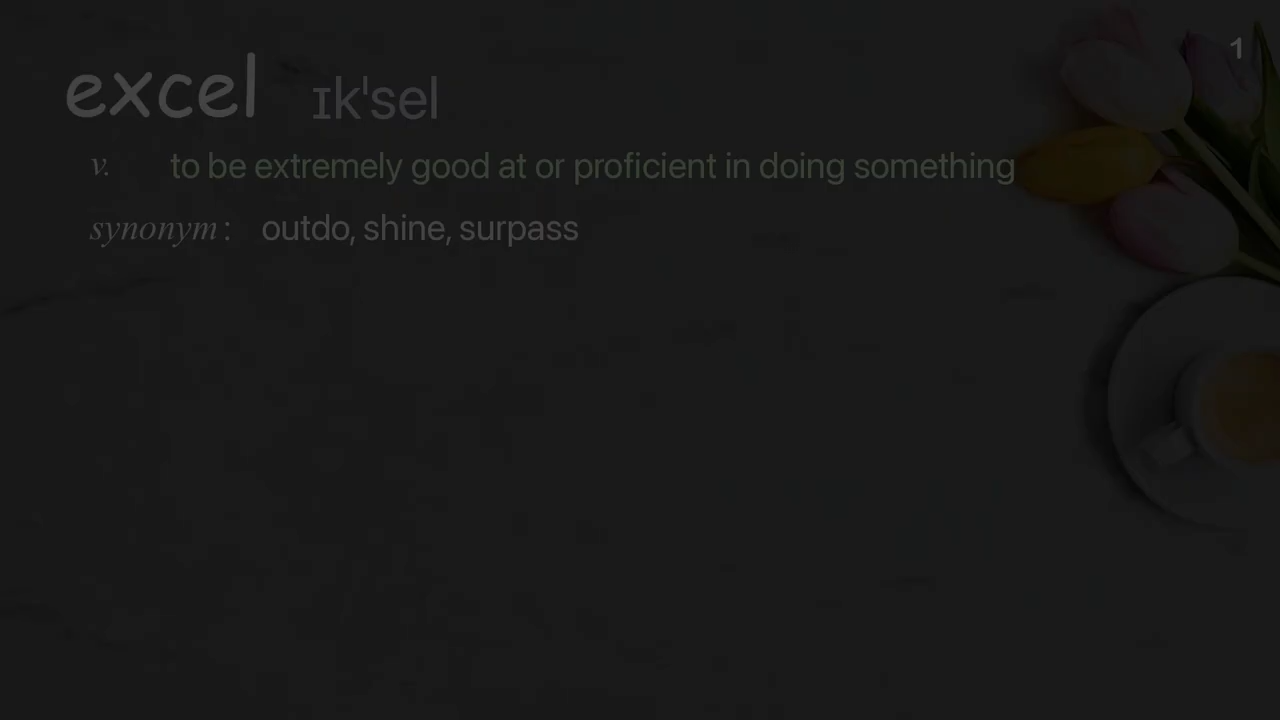 excel ɪk'sel
1
v. to be extremely good at or proficient in doing something
synonym: outdo, shine, surpass